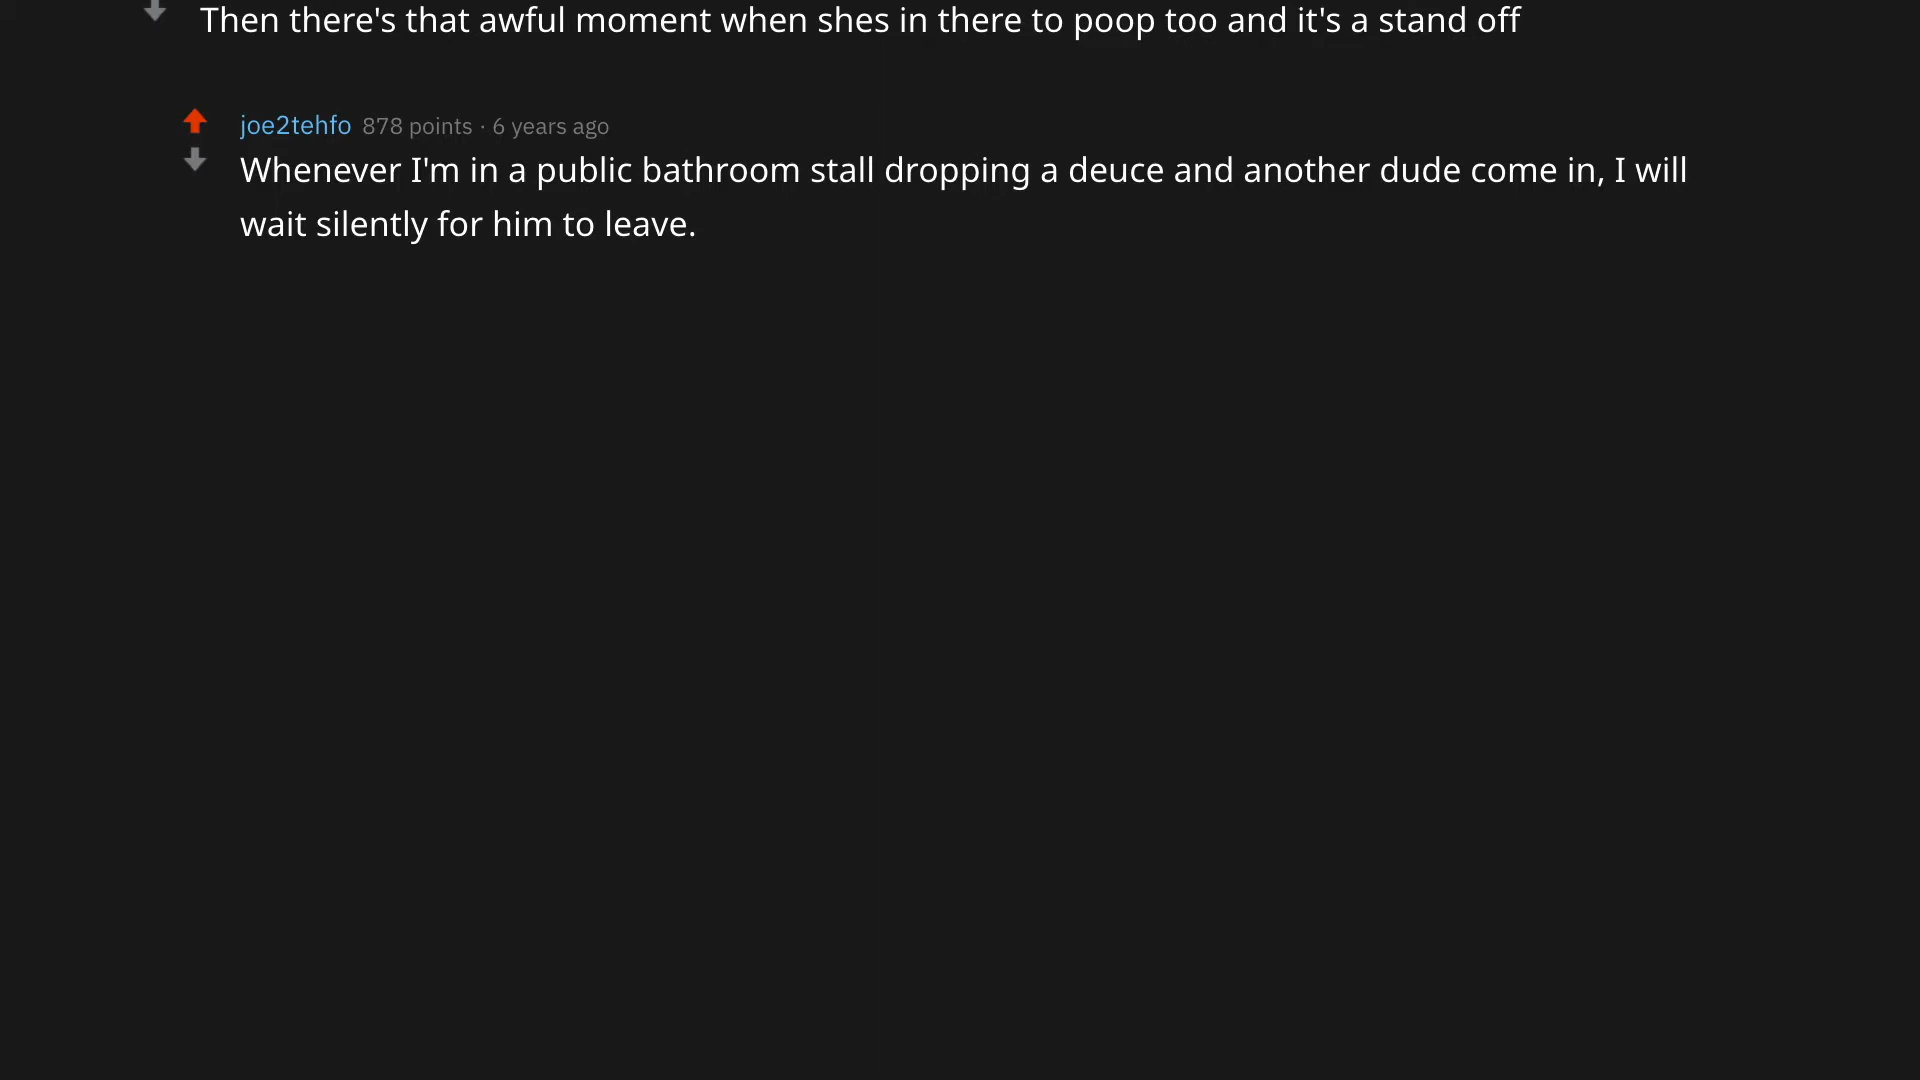 Then there's that awful moment when shes in there to poop too and it's a stand off
joe2tehfo 878 points · 6 years ago
Whenever I'm in a public bathroom stall dropping a deuce and another dude come in, I will
wait silently for him to leave.